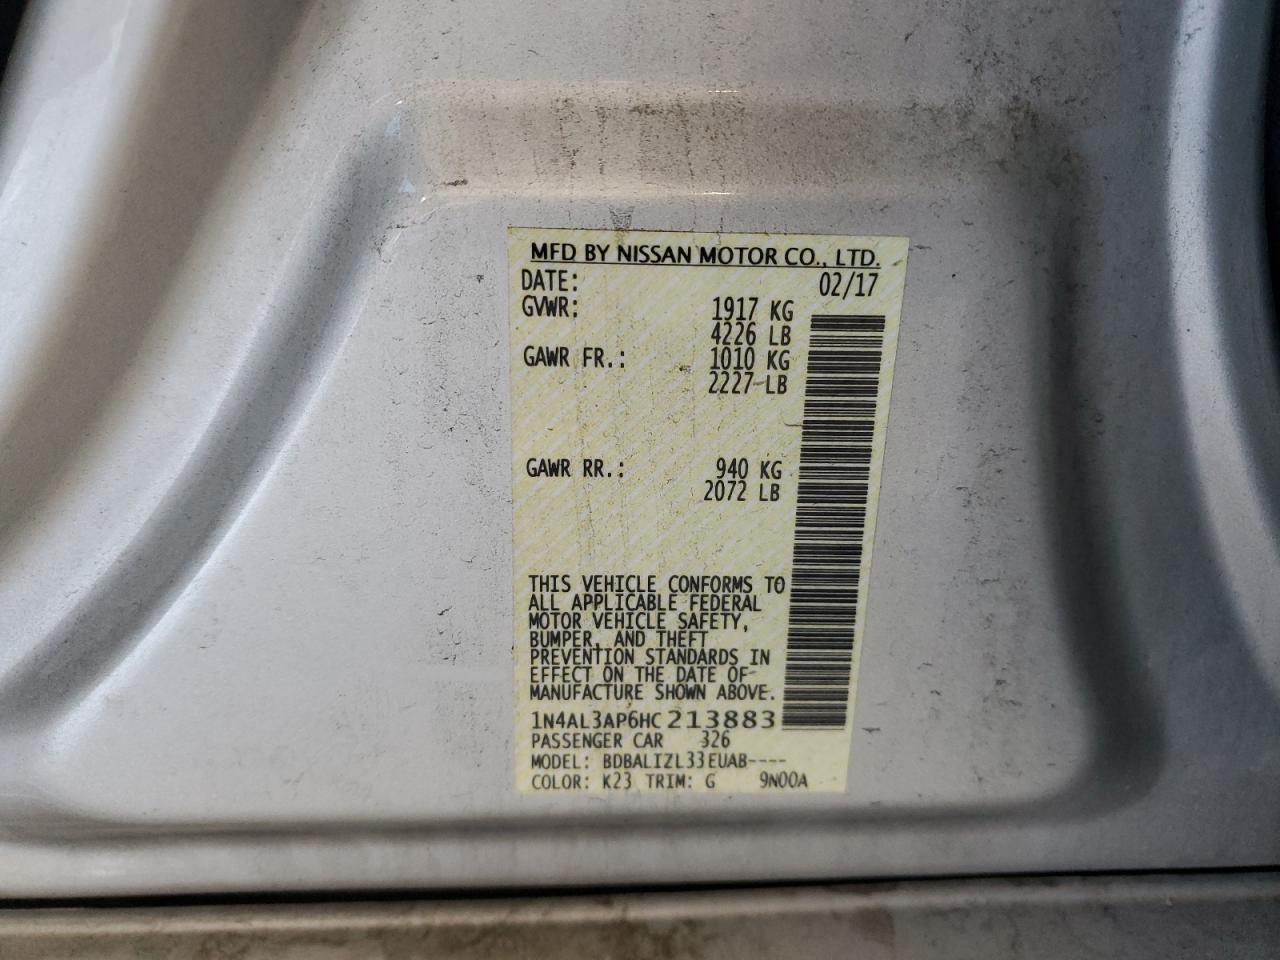 MFD BY NISSAN MOTOR CO., LTD.
DATE: 02/17
GVWR: 1917 KG
4226 LB
GAWR FR.: 1010 KG
2227 LB
GAWR RR.: 940 KG
2072 LB
THIS VEHICLE CONFORMS TO
ALL APPLICABLE FEDERAL
MOTOR VEHICLE SAFETY,
BUMPER, AND THEFT
PREVENTION STANDARDS IN
EFFECT ON THE DATE OF
MANUFACTURE SHOWN ABOVE.
1N4AL3AP6HC213883
PASSENGER CAR 326
MODEL: BDBALIZL33EUAB----
COLOR: K23 TRIM: G 9N00A